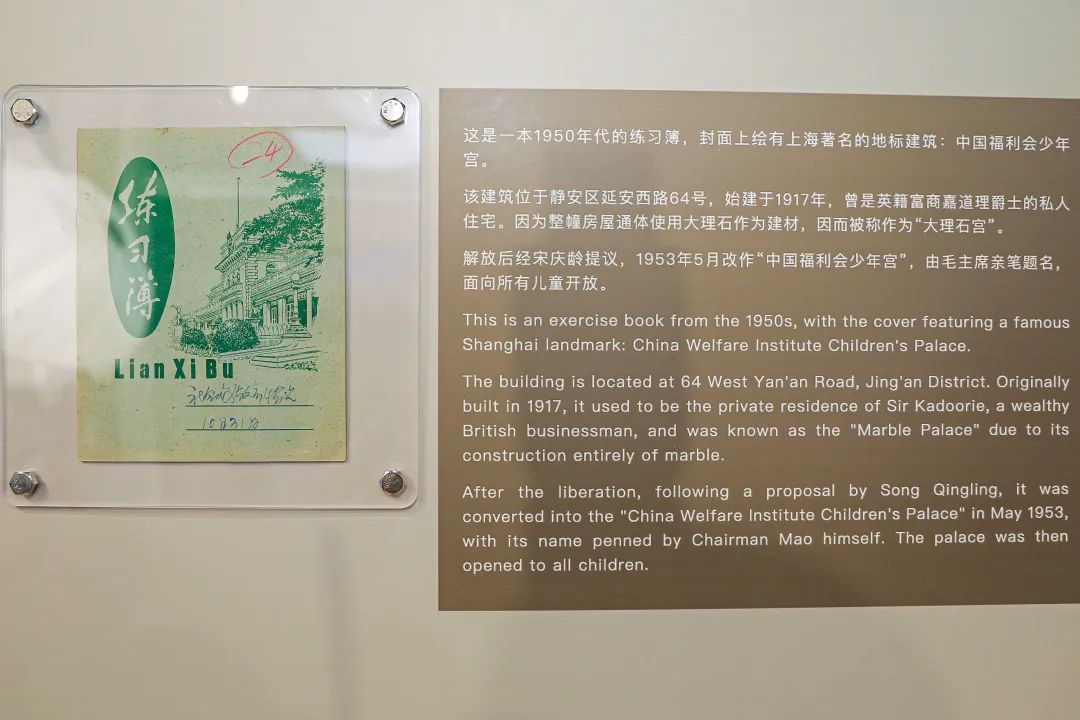 24
练习簿
Lian Xi Bu
10月31日
这是一本1950年代的练习簿，封面上绘有上海著名的地标建筑：中国福利会少年
宫。
该建筑位于静安区延安西路64号，始建于1917年，曾是英籍富商嘉道理爵士的私人
住宅。因为整幢房屋通体使用大理石作为建材，因而被称作为“大理石宫”。
解放后经宋庆龄提议，1953年5月改作“中国福利会少年宫”，由毛主席亲笔题名，
面向所有儿童开放。
This is an exercise book from the 1950s, with the cover featuring a famous
Shanghai landmark: China Welfare Institute Children's Palace.
The building is located at 64 West Yan'an Road, Jing'an District. Originally
built in 1917, it used to be the private residence of Sir Kadoorie, a wealthy
British businessman, and was known as the "Marble Palace" due to its
construction entirely of marble.
After the liberation, following a proposal by Song Qingling, it was
converted into the "China Welfare Institute Children's Palace" in May 1953,
with its name penned by Chairman Mao himself. The palace was then
opened to all children.